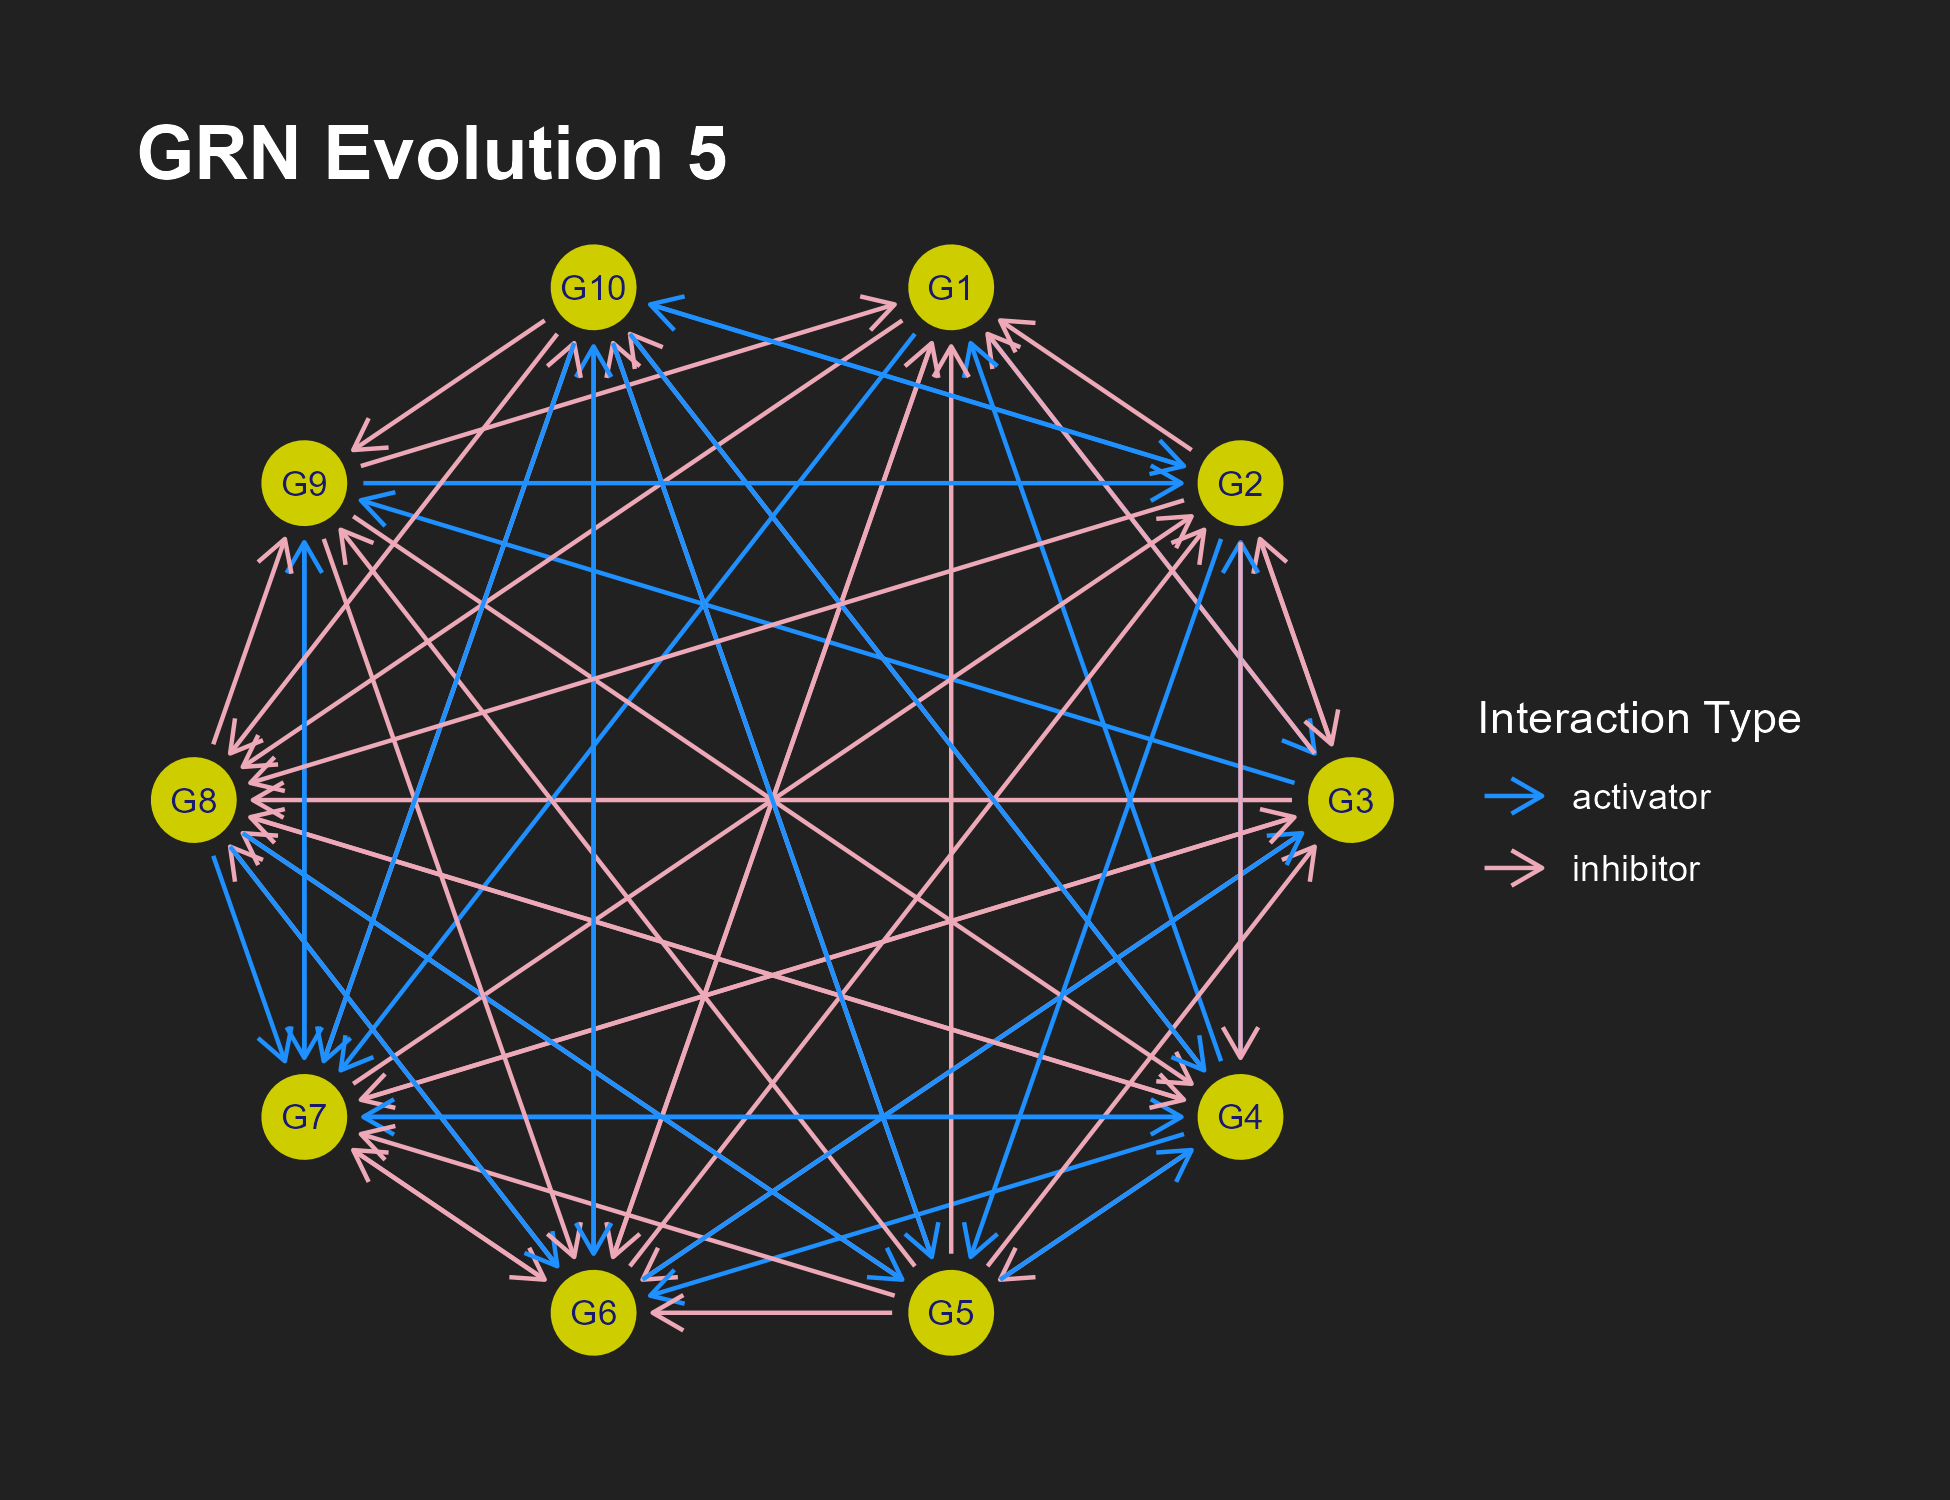 GRN Evolution 5
G10
G1
G9
G2
G8
G3
G7
G4
G6
G5
Interaction Type
activator
inhibitor